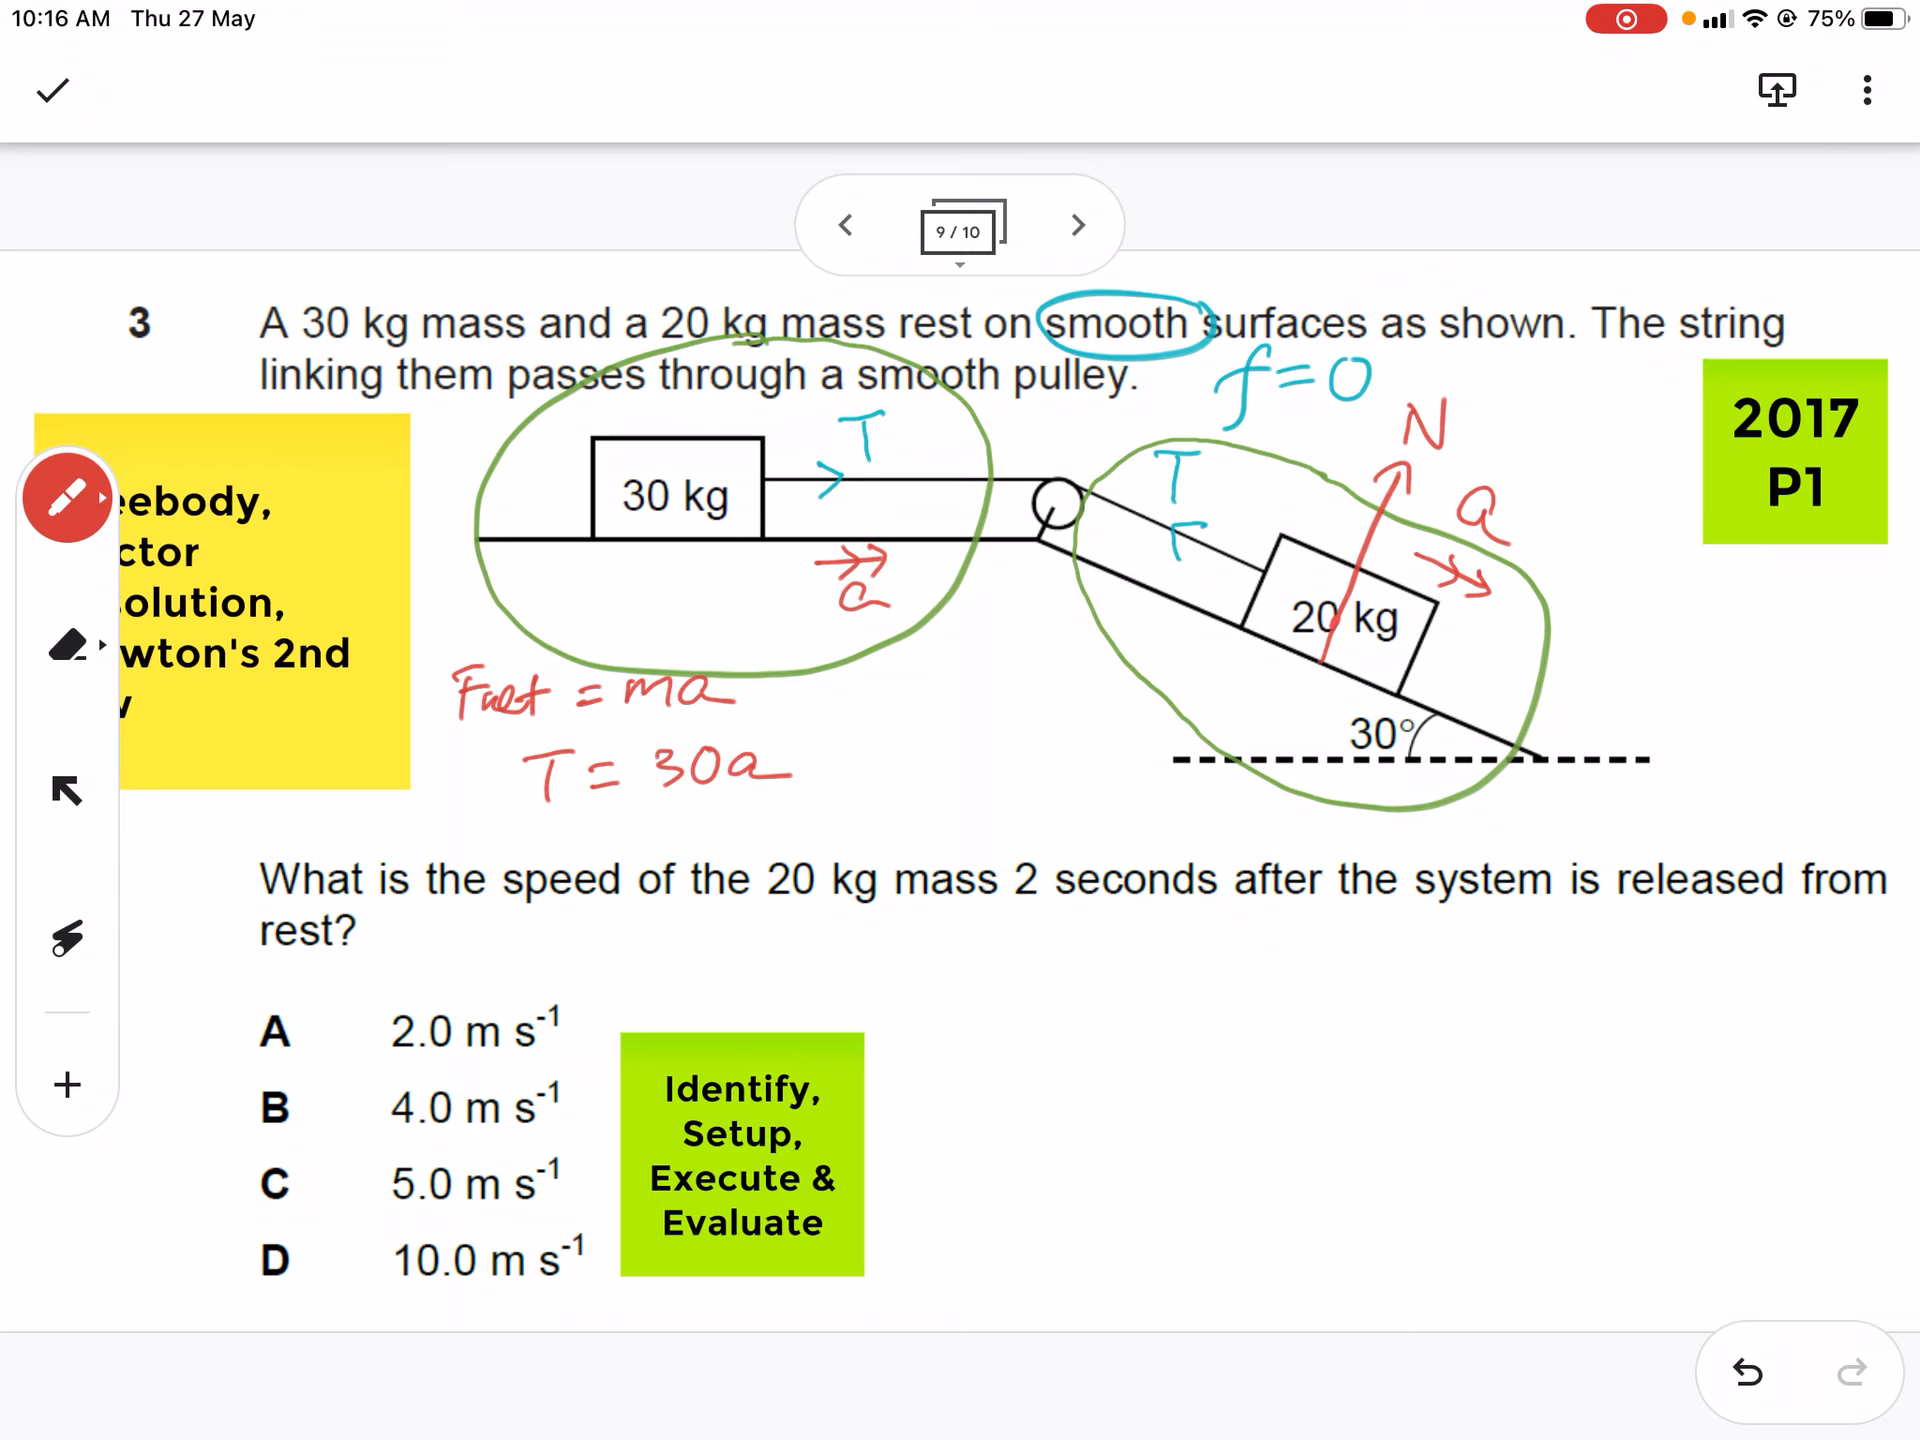 10:16 AM Thu 27 May
75%
9 / 10
3 A 30 kg mass and a 20 kg mass rest on smooth surfaces as shown. The string
linking them passes through a smooth pulley.
f = 0
2017
P1
eebody,
ctor
solution,
wton's 2nd
T
30 kg
a
T
N
a
20 kg
30°
Fnet = ma
T = 30a
What is the speed of the 20 kg mass 2 seconds after the system is released from
rest?
A 2.0 m s⁻¹
B 4.0 m s⁻¹
C 5.0 m s⁻¹
D 10.0 m s⁻¹
Identify,
Setup,
Execute &
Evaluate